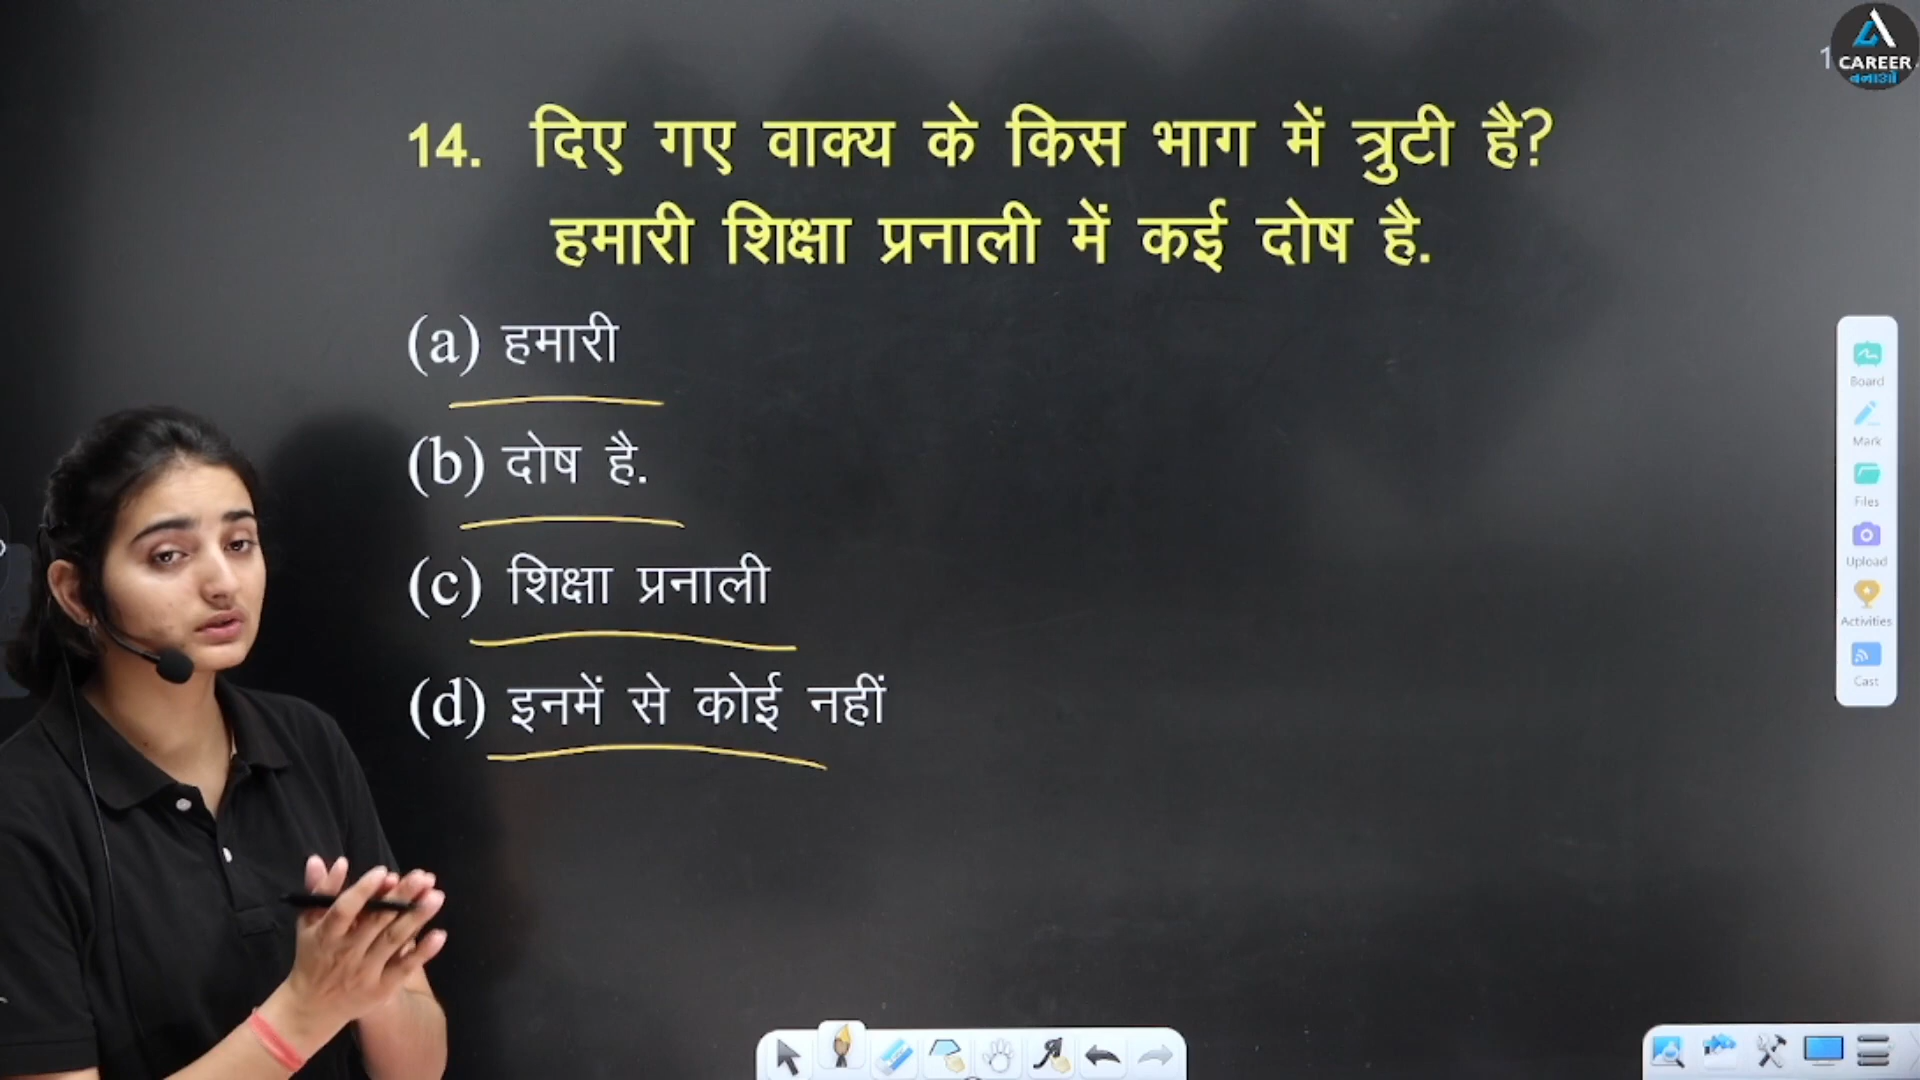 CAREER
बनाओ
14. दिए गए वाक्य के किस भाग में त्रुटी है?
हमारी शिक्षा प्रनाली में कई दोष है.
(a) हमारी
(b) दोष है.
(c) शिक्षा प्रनाली
(d) इनमें से कोई नहीं
Board
Mark
Files
Upload
Activities
Cast